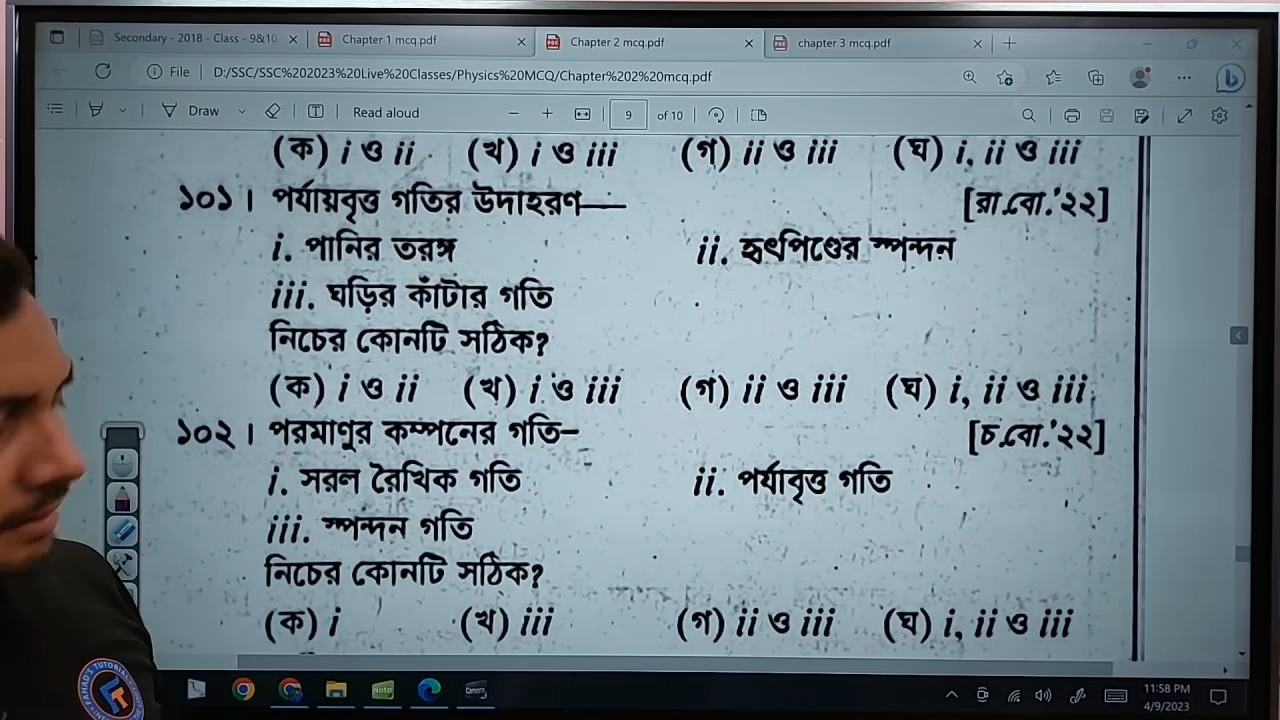 Secondary - 2018 - Class - 9&10
Chapter 1 mcq.pdf
Chapter 2 mcq.pdf
chapter 3 mcq.pdf
File
D:/SSC/SSC%202023%20Live%20Classes/Physics%20MCQ/Chapter%202%20mcq.pdf
Draw
Read aloud
9 of 10
(ক) i ও ii (খ) i ও iii (গ) ii ও iii (ঘ) i, ii ও iii
১০১। পর্যায়বৃত্ত গতির উদাহরণ— [রা.বো.'২২]
i. পানির তরঙ্গ ii. হৃৎপিণ্ডের স্পন্দন
iii. ঘড়ির কাঁটার গতি
নিচের কোনটি সঠিক?
(ক) i ও ii (খ) i ও iii (গ) ii ও iii (ঘ) i, ii ও iii
১০২। পরমাণুর কম্পনের গতি– [চ.বো.'২২]
i. সরল রৈখিক গতি ii. পর্যাবৃত্ত গতি
iii. স্পন্দন গতি
নিচের কোনটি সঠিক?
(ক) i (খ) iii (গ) ii ও iii (ঘ) i, ii ও iii
11:58 PM
4/9/2023